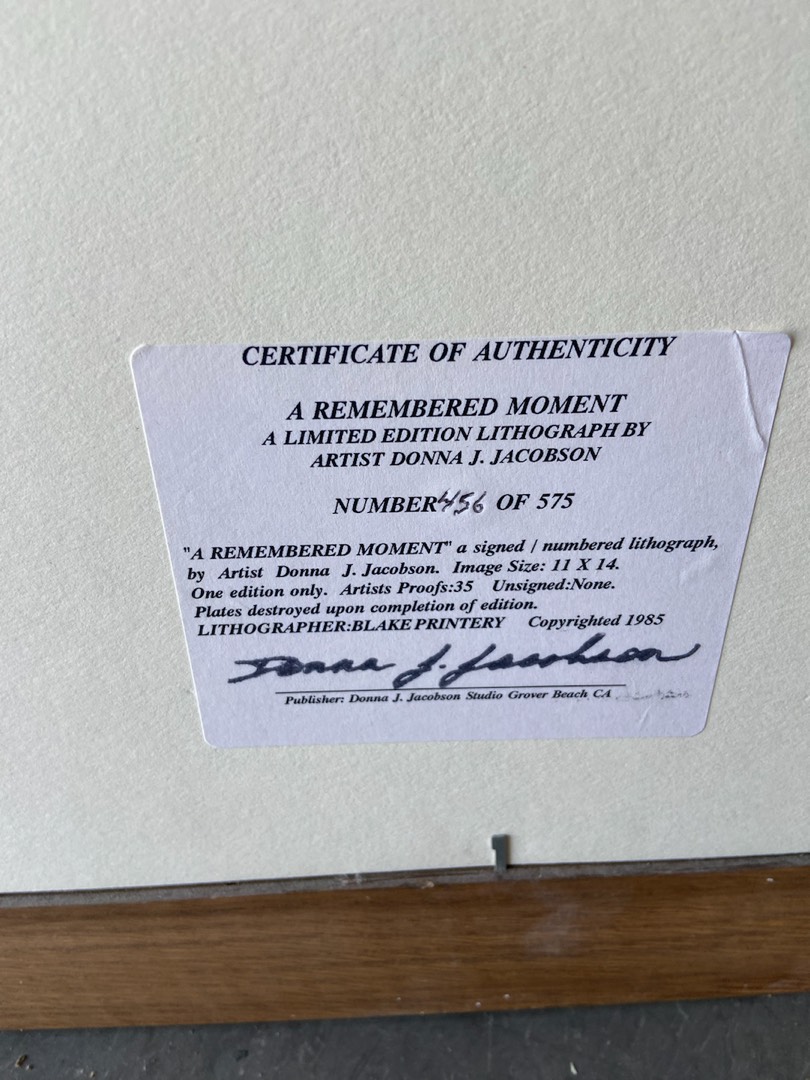 CERTIFICATE OF AUTHENTICITY
A REMEMBERED MOMENT
A LIMITED EDITION LITHOGRAPH BY
ARTIST DONNA J. JACOBSON
NUMBER 456 OF 575
"A REMEMBERED MOMENT" a signed / numbered lithograph,
by Artist Donna J. Jacobson. Image Size: 11 X 14.
One edition only. Artists Proofs:35 Unsigned:None.
Plates destroyed upon completion of edition.
LITHOGRAPHER:BLAKE PRINTERY Copyrighted 1985
Donna J. Jacobson
Publisher: Donna J. Jacobson Studio Grover Beach CA